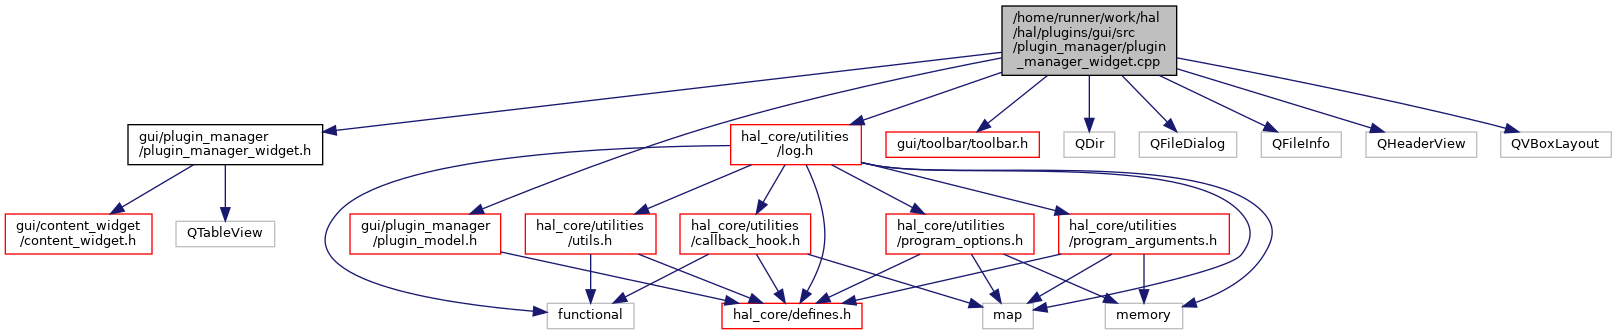 /home/runner/work/hal
/hal/plugins/gui/src
/plugin_manager/plugin
_manager_widget.cpp
gui/plugin_manager
/plugin_manager_widget.h
hal_core/utilities
/log.h
gui/toolbar/toolbar.h
QDir
QFileDialog
QFileInfo
QHeaderView
QVBoxLayout
gui/content_widget
/content_widget.h
QTableView
gui/plugin_manager
/plugin_model.h
hal_core/utilities
/utils.h
hal_core/utilities
/callback_hook.h
hal_core/utilities
/program_options.h
hal_core/utilities
/program_arguments.h
functional
hal_core/defines.h
map
memory